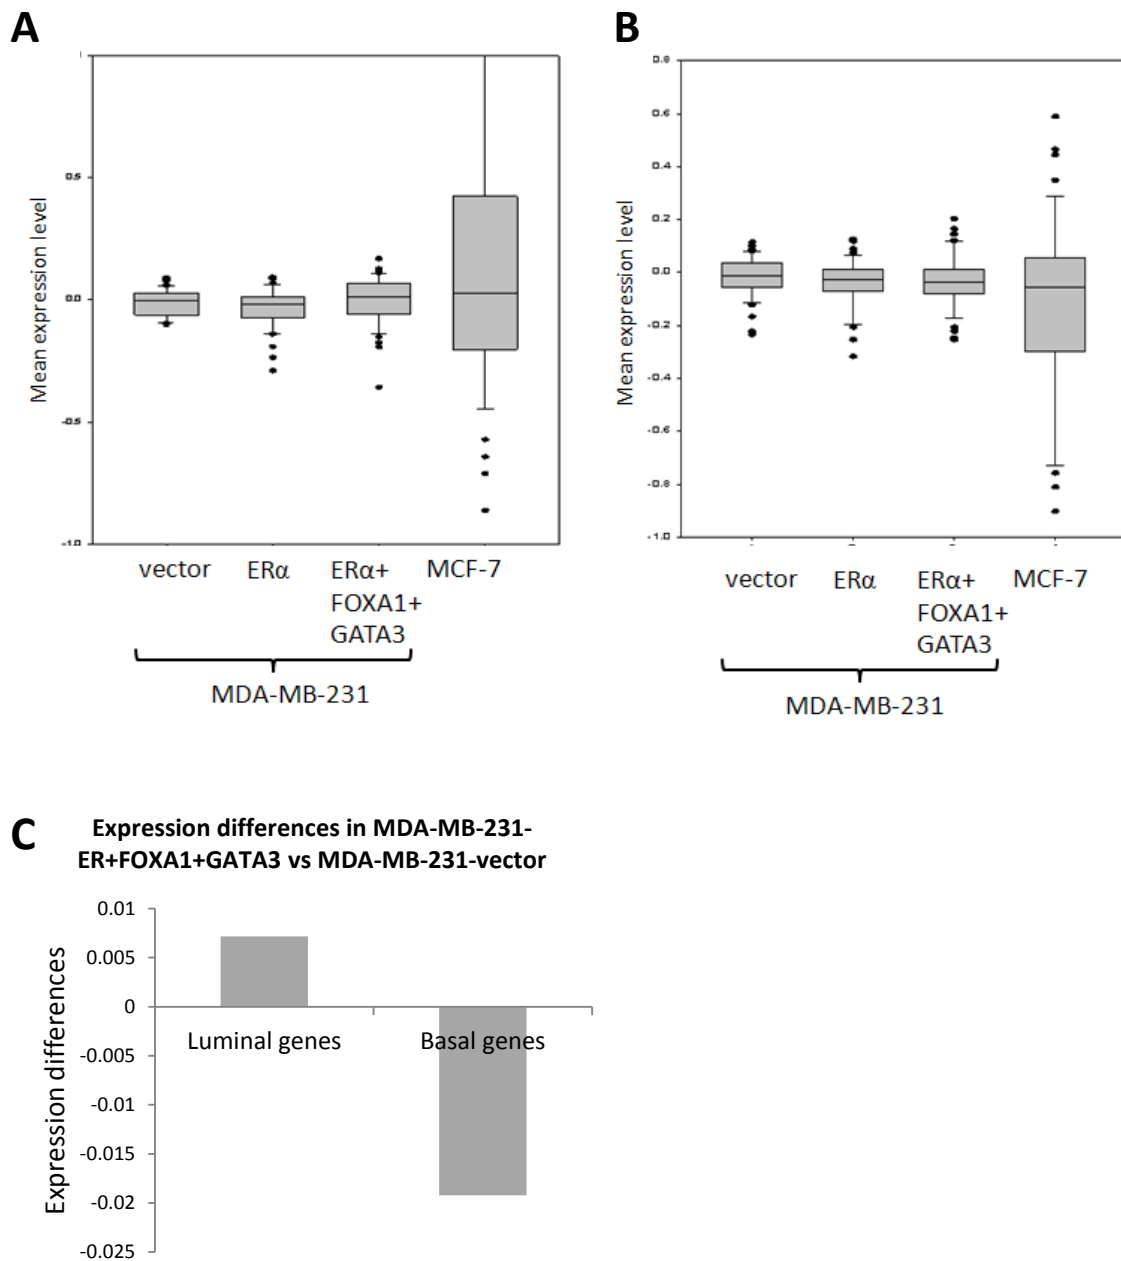 A
Mean expression level
0.5
0.0
-0.5
-1.0
vector
ERα
ERα+
FOXA1+
GATA3
MCF-7
MDA-MB-231
B
Mean expression level
0.8
0.6
0.4
0.2
0.0
-0.2
-0.4
-0.6
-0.8
-1.0
vector
ERα
ERα+
FOXA1+
GATA3
MCF-7
MDA-MB-231
C
Expression differences in MDA-MB-231-
ER+FOXA1+GATA3 vs MDA-MB-231-vector
Expression differences
0.01
0.005
0
-0.005
-0.01
-0.015
-0.02
-0.025
Luminal genes
Basal genes